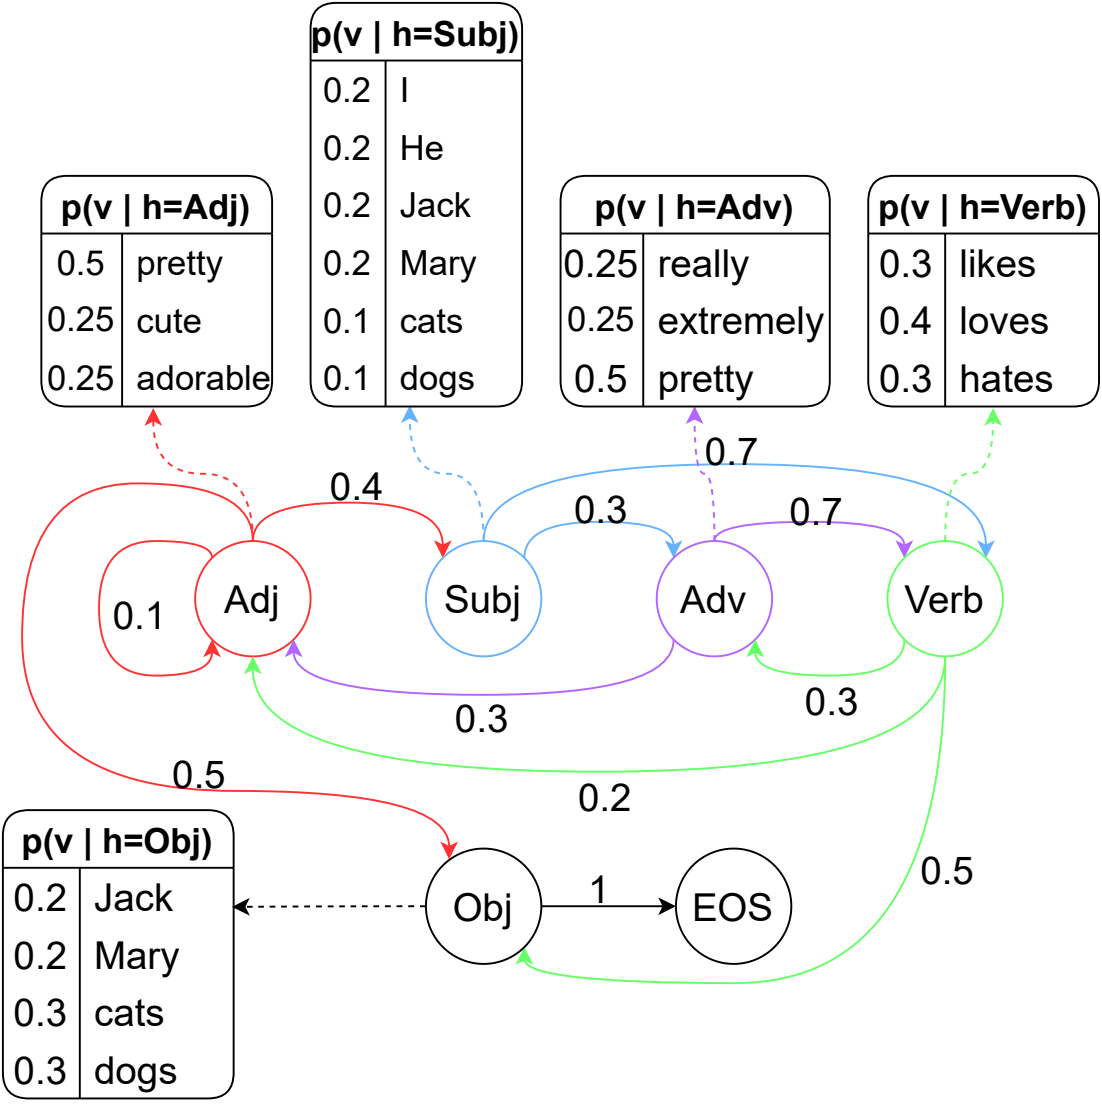 p(v | h=Subj)
0.2 I
0.2 He
0.2 Jack
0.2 Mary
0.1 cats
0.1 dogs
p(v | h=Adj)
0.5 pretty
0.25 cute
0.25 adorable
p(v | h=Adv)
0.25 really
0.25 extremely
0.5 pretty
p(v | h=Verb)
0.3 likes
0.4 loves
0.3 hates
0.7
0.4
0.3
0.7
0.1
Adj
Subj
Adv
Verb
0.3
0.3
0.2
0.5
0.5
p(v | h=Obj)
0.2 Jack
0.2 Mary
0.3 cats
0.3 dogs
Obj
1
EOS